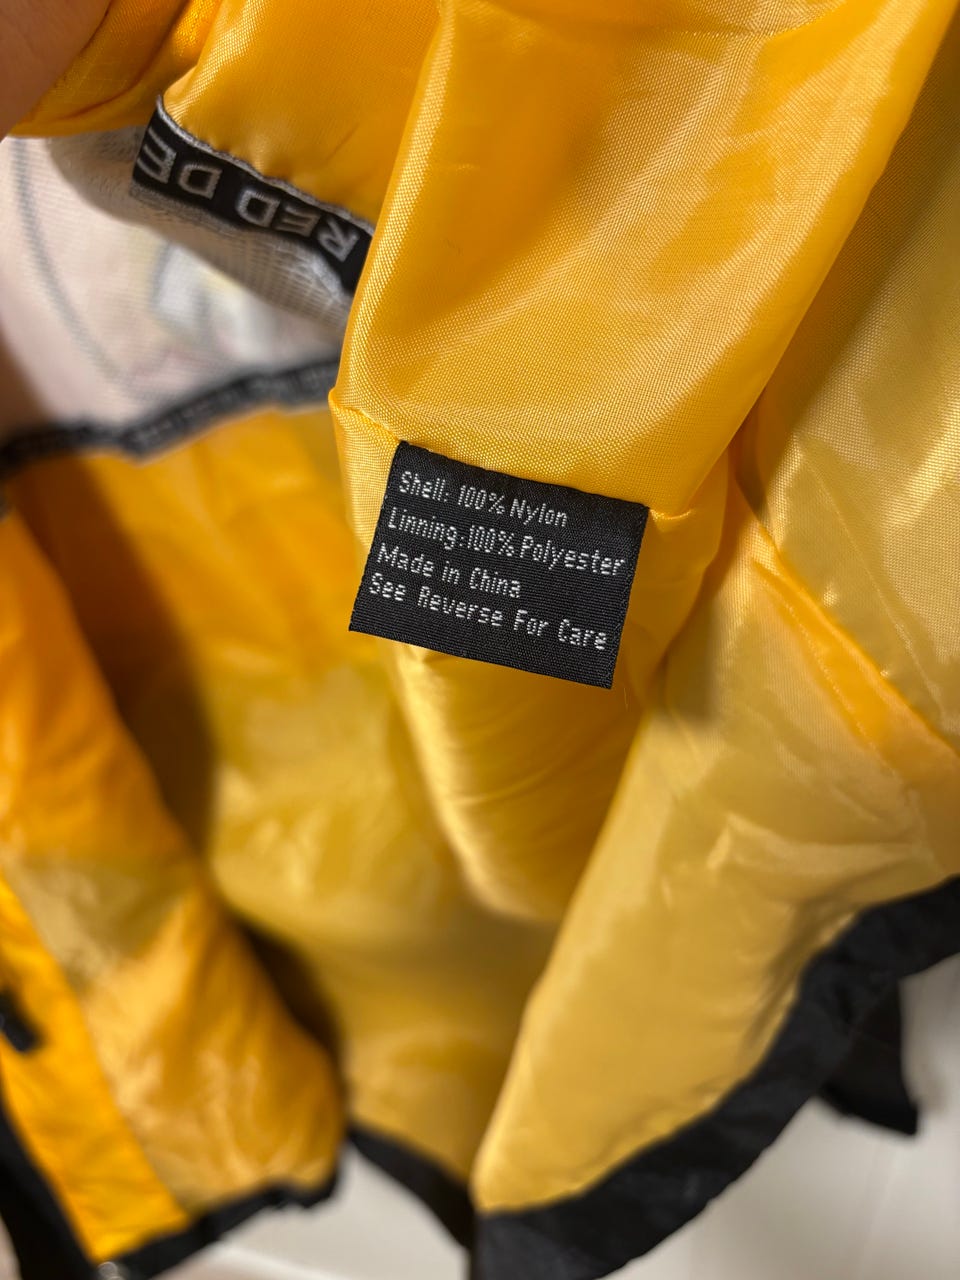 RED DE
Shell: 100% Nylon
Linning:100% Polyester
Made in China
See Reverse For Care